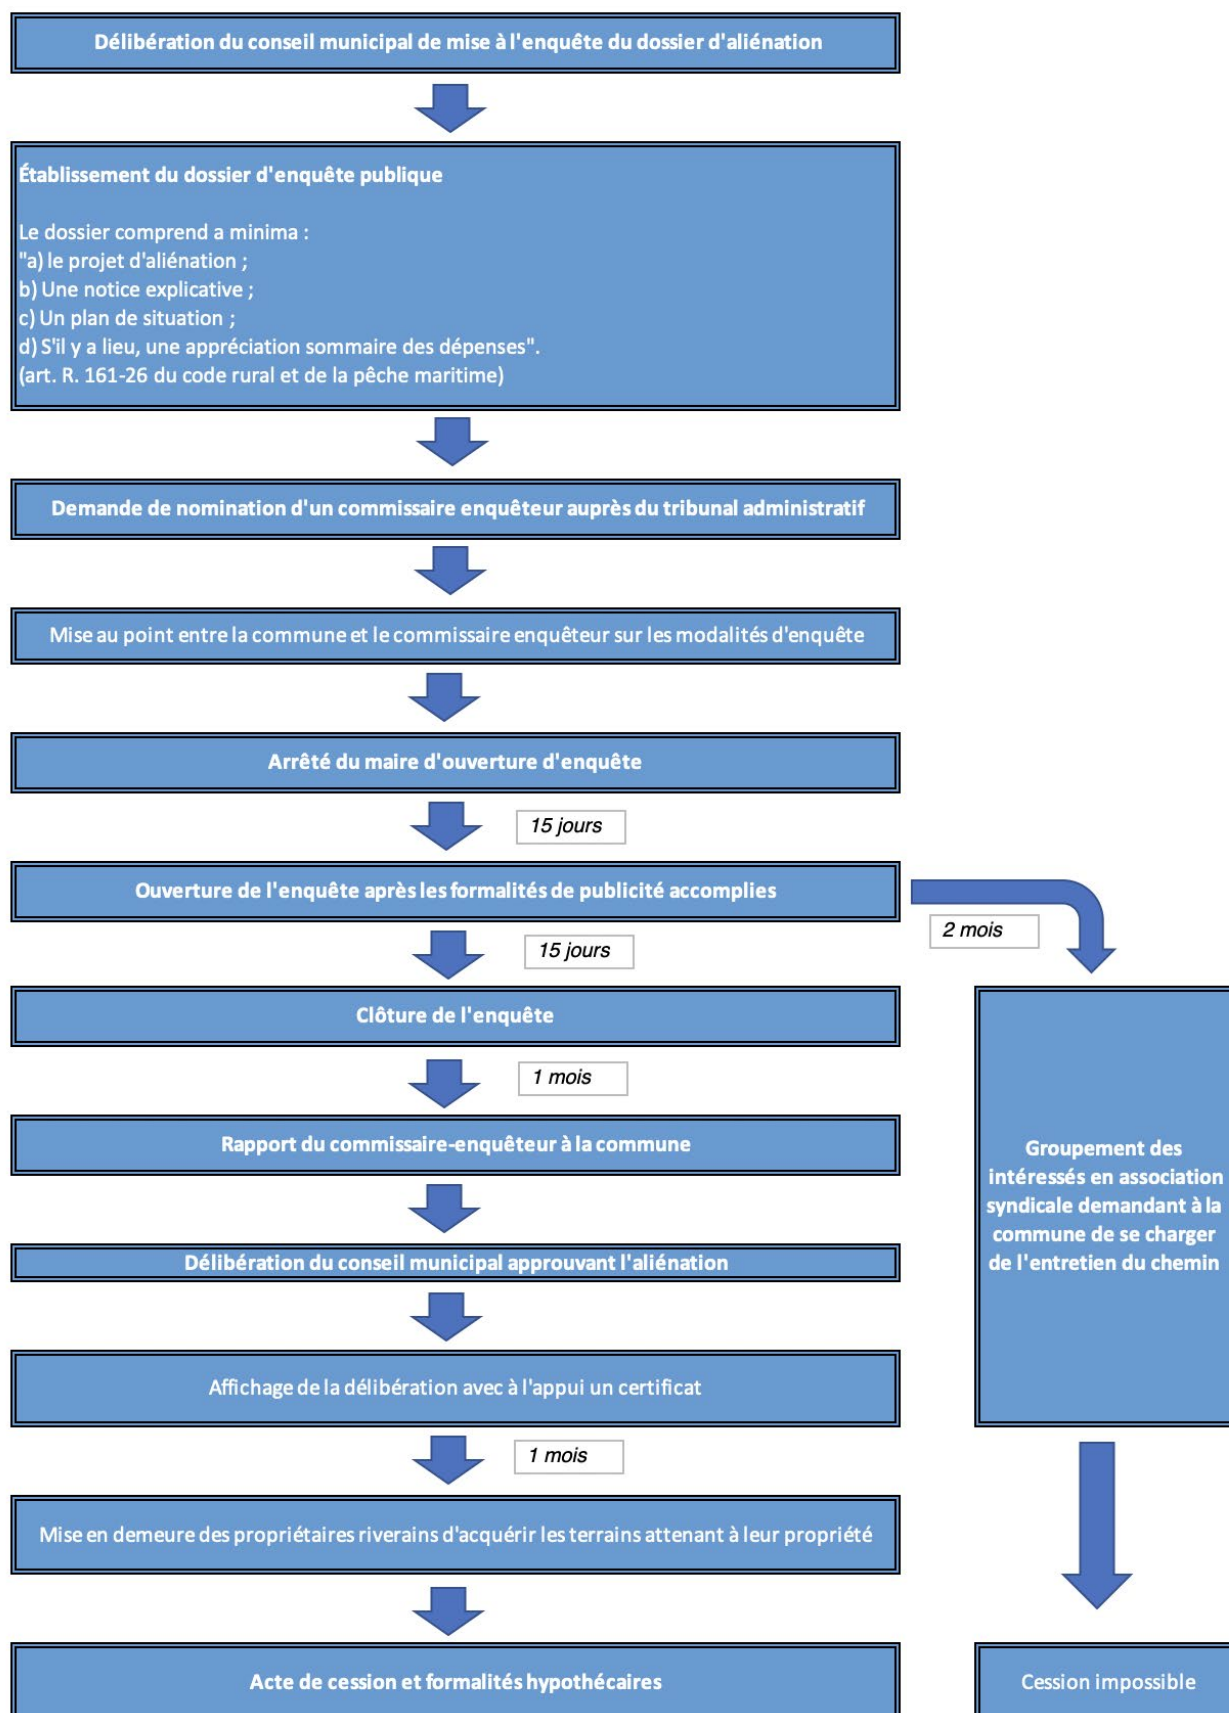 Délibération du conseil municipal de mise à l'enquête du dossier d'aliénation
Établissement du dossier d'enquête publique
Le dossier comprend a minima :
"a) le projet d'aliénation ;
b) Une notice explicative ;
c) Un plan de situation ;
d) S'il y a lieu, une appréciation sommaire des dépenses".
(art. R. 161-26 du code rural et de la pêche maritime)
Demande de nomination d'un commissaire enquêteur auprès du tribunal administratif
Mise au point entre la commune et le commissaire enquêteur sur les modalités d'enquête
Arrêté du maire d'ouverture d'enquête
15 jours
Ouverture de l'enquête après les formalités de publicité accomplies
2 mois
15 jours
Clôture de l'enquête
1 mois
Rapport du commissaire-enquêteur à la commune
Délibération du conseil municipal approuvant l'aliénation
Affichage de la délibération avec à l'appui un certificat
1 mois
Mise en demeure des propriétaires riverains d'acquérir les terrains attenant à leur propriété
Acte de cession et formalités hypothécaires
Groupement des
intéressés en association
syndicale demandant à la
commune de se charger
de l'entretien du chemin
Cession impossible